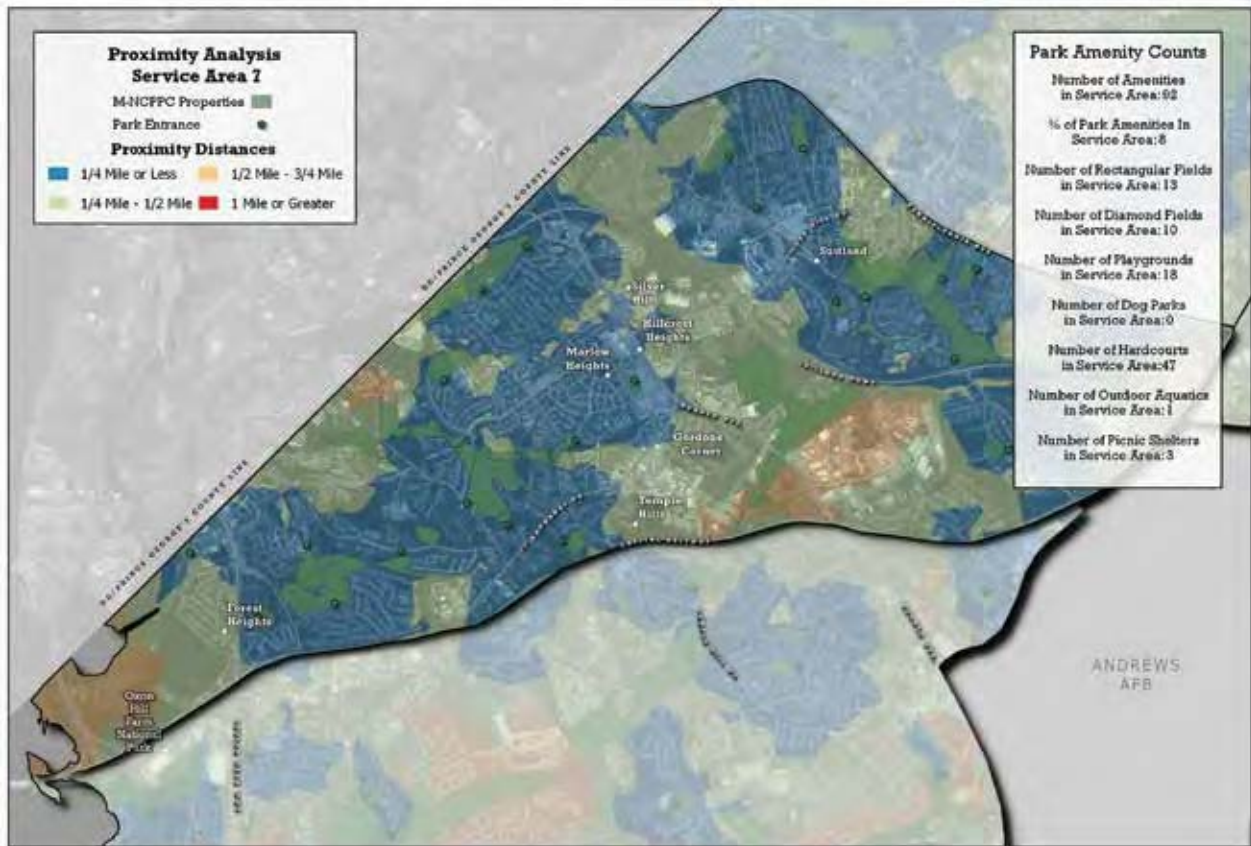 Proximity Analysis
Service Area 7
M-NCPPC Properties
Park Entrance
Proximity Distances
1/4 Mile or Less
1/2 Mile - 3/4 Mile
1/4 Mile - 1/2 Mile
1 Mile or Greater
Park Amenity Counts
Number of Amenities
in Service Area: 92
% of Park Amenities In
Service Area: 8
Number of Rectangular Fields
in Service Area: 13
Number of Diamond Fields
in Service Area: 10
Number of Playgrounds
in Service Area: 18
Number of Dog Parks
in Service Area: 0
Number of Hardcourts
in Service Area: 47
Number of Outdoor Aquatics
in Service Area: 1
Number of Picnic Shelters
in Service Area: 3
DC/PRINCE GEORGE'S COUNTY LINE
Suitland
Silver
Hill
Hillcrest
Heights
Marlow
Heights
Gordons
Corner
Temple
Hills
DC/PRINCE GEORGE'S COUNTY LINE
Forest
Heights
Oxon
Hill
Farm
National
Park
ANDREWS
AFB